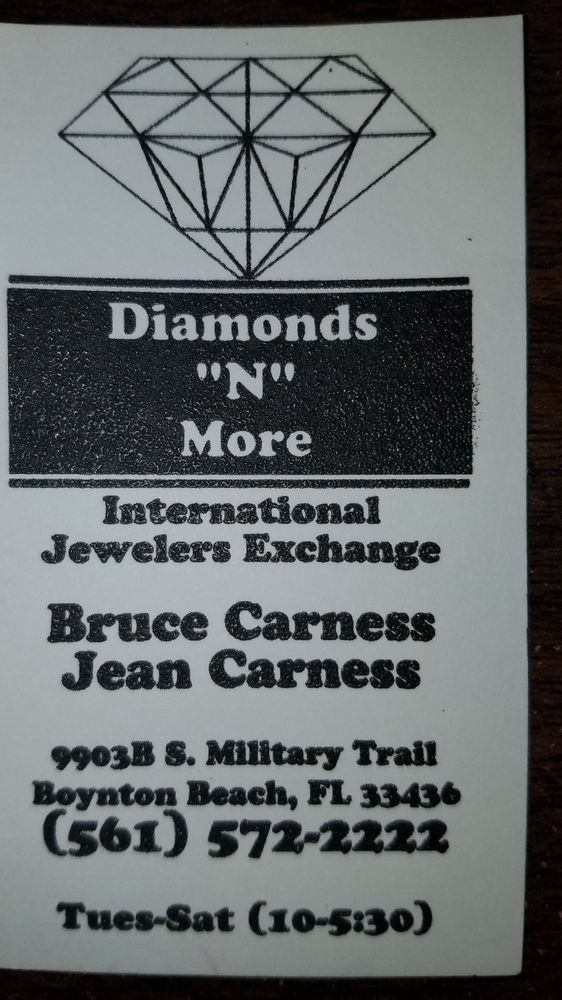 Diamonds
"N"
More
International
Jewelers Exchange
Bruce Carness
Jean Carness
9903B S. Military Trail
Boynton Beach, FL 33436
(561) 572-2222
Tues-Sat (10-5:30)